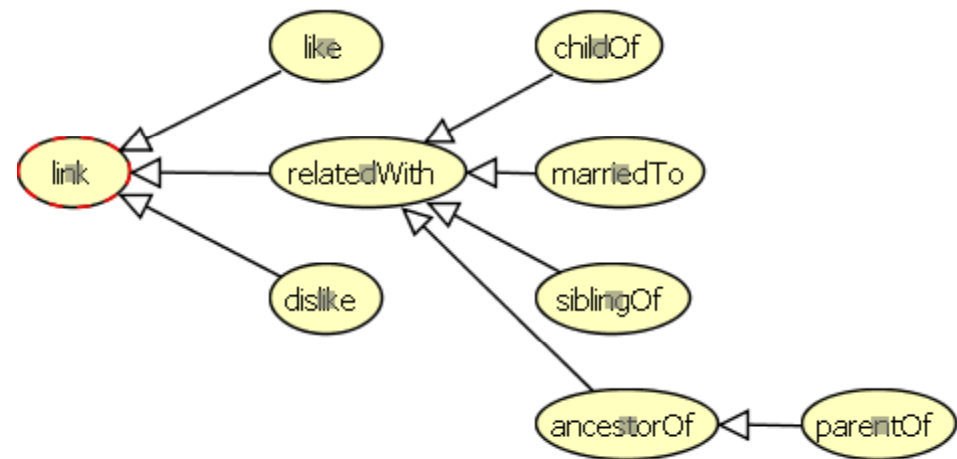 like
childOf
link
relatedWith
marriedTo
dislike
siblingOf
ancestorOf
parentOf